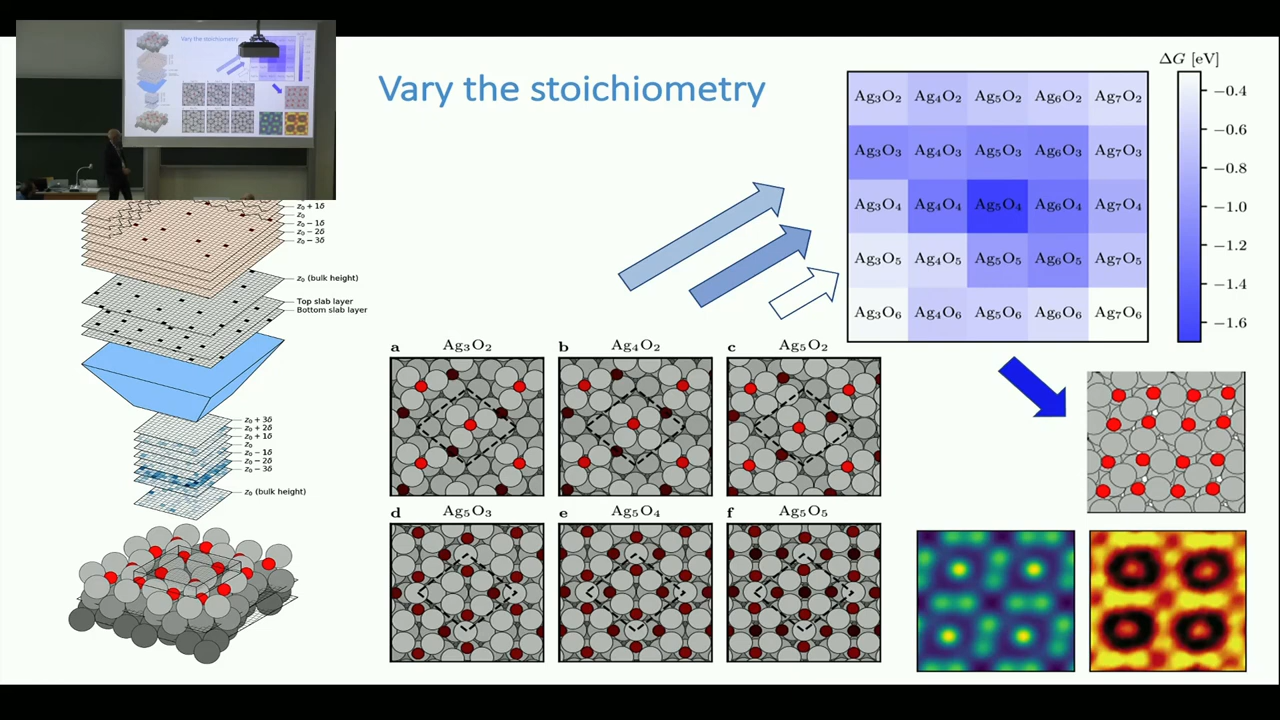 Vary the stoichiometry
z₀ + 1δ
z₀
z₀ − 1δ
z₀ − 2δ
z₀ − 3δ
z₀ (bulk height)
Top slab layer
Bottom slab layer
z₀ + 3δ
z₀ + 2δ
z₀ + 1δ
z₀
z₀ − 1δ
z₀ − 2δ
z₀ − 3δ
z₀ (bulk height)
ΔG [eV]
Ag₃O₂ Ag₄O₂ Ag₅O₂ Ag₆O₂ Ag₇O₂
Ag₃O₃ Ag₄O₃ Ag₅O₃ Ag₆O₃ Ag₇O₃
Ag₃O₄ Ag₄O₄ Ag₅O₄ Ag₆O₄ Ag₇O₄
Ag₃O₅ Ag₄O₅ Ag₅O₅ Ag₆O₅ Ag₇O₅
Ag₃O₆ Ag₄O₆ Ag₅O₆ Ag₆O₆ Ag₇O₆
−0.4
−0.6
−0.8
−1.0
−1.2
−1.4
−1.6
a Ag₃O₂
b Ag₄O₂
c Ag₅O₂
d Ag₅O₃
e Ag₅O₄
f Ag₅O₅
Vary the stoichiometry